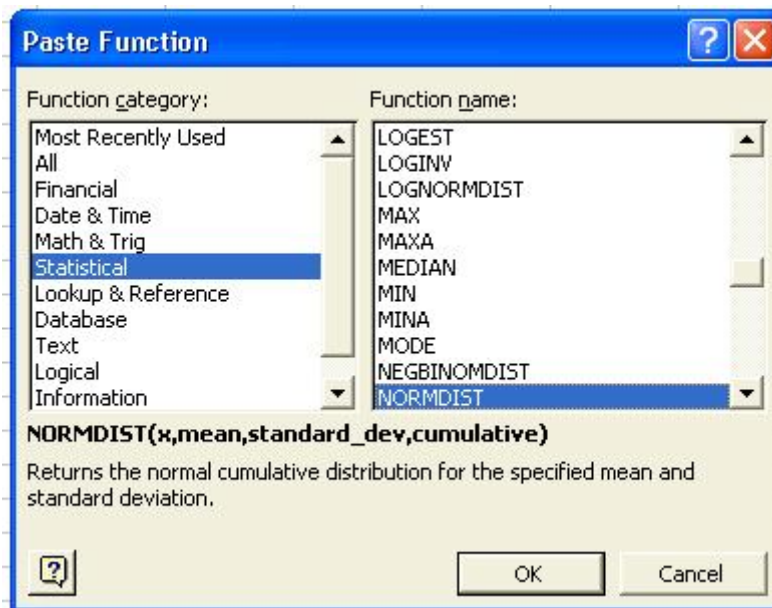 Paste Function
Function category:
Most Recently Used
All
Financial
Date & Time
Math & Trig
Statistical
Lookup & Reference
Database
Text
Logical
Information
Function name:
LOGEST
LOGINV
LOGNORMDIST
MAX
MAXA
MEDIAN
MIN
MINA
MODE
NEGBINOMDIST
NORMDIST
NORMDIST(x,mean,standard_dev,cumulative)
Returns the normal cumulative distribution for the specified mean and
standard deviation.
OK
Cancel